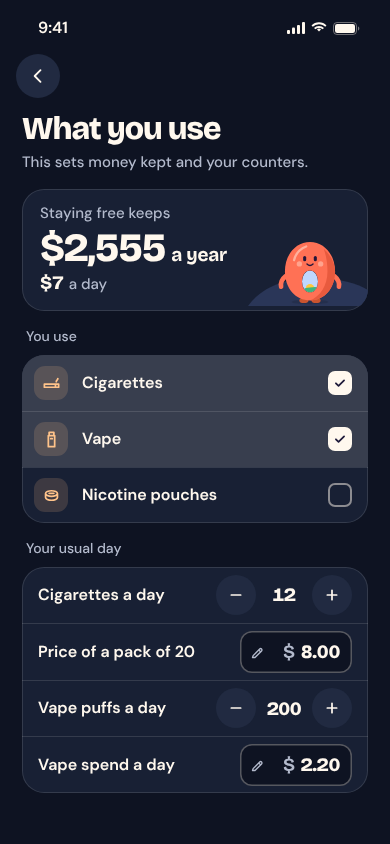 9:41
What you use
This sets money kept and your counters.
Staying free keeps
$2,555 a year
$7 a day
You use
Cigarettes
Vape
Nicotine pouches
Your usual day
Cigarettes a day − 12 +
Price of a pack of 20 $ 8.00
Vape puffs a day − 200 +
Vape spend a day $ 2.20